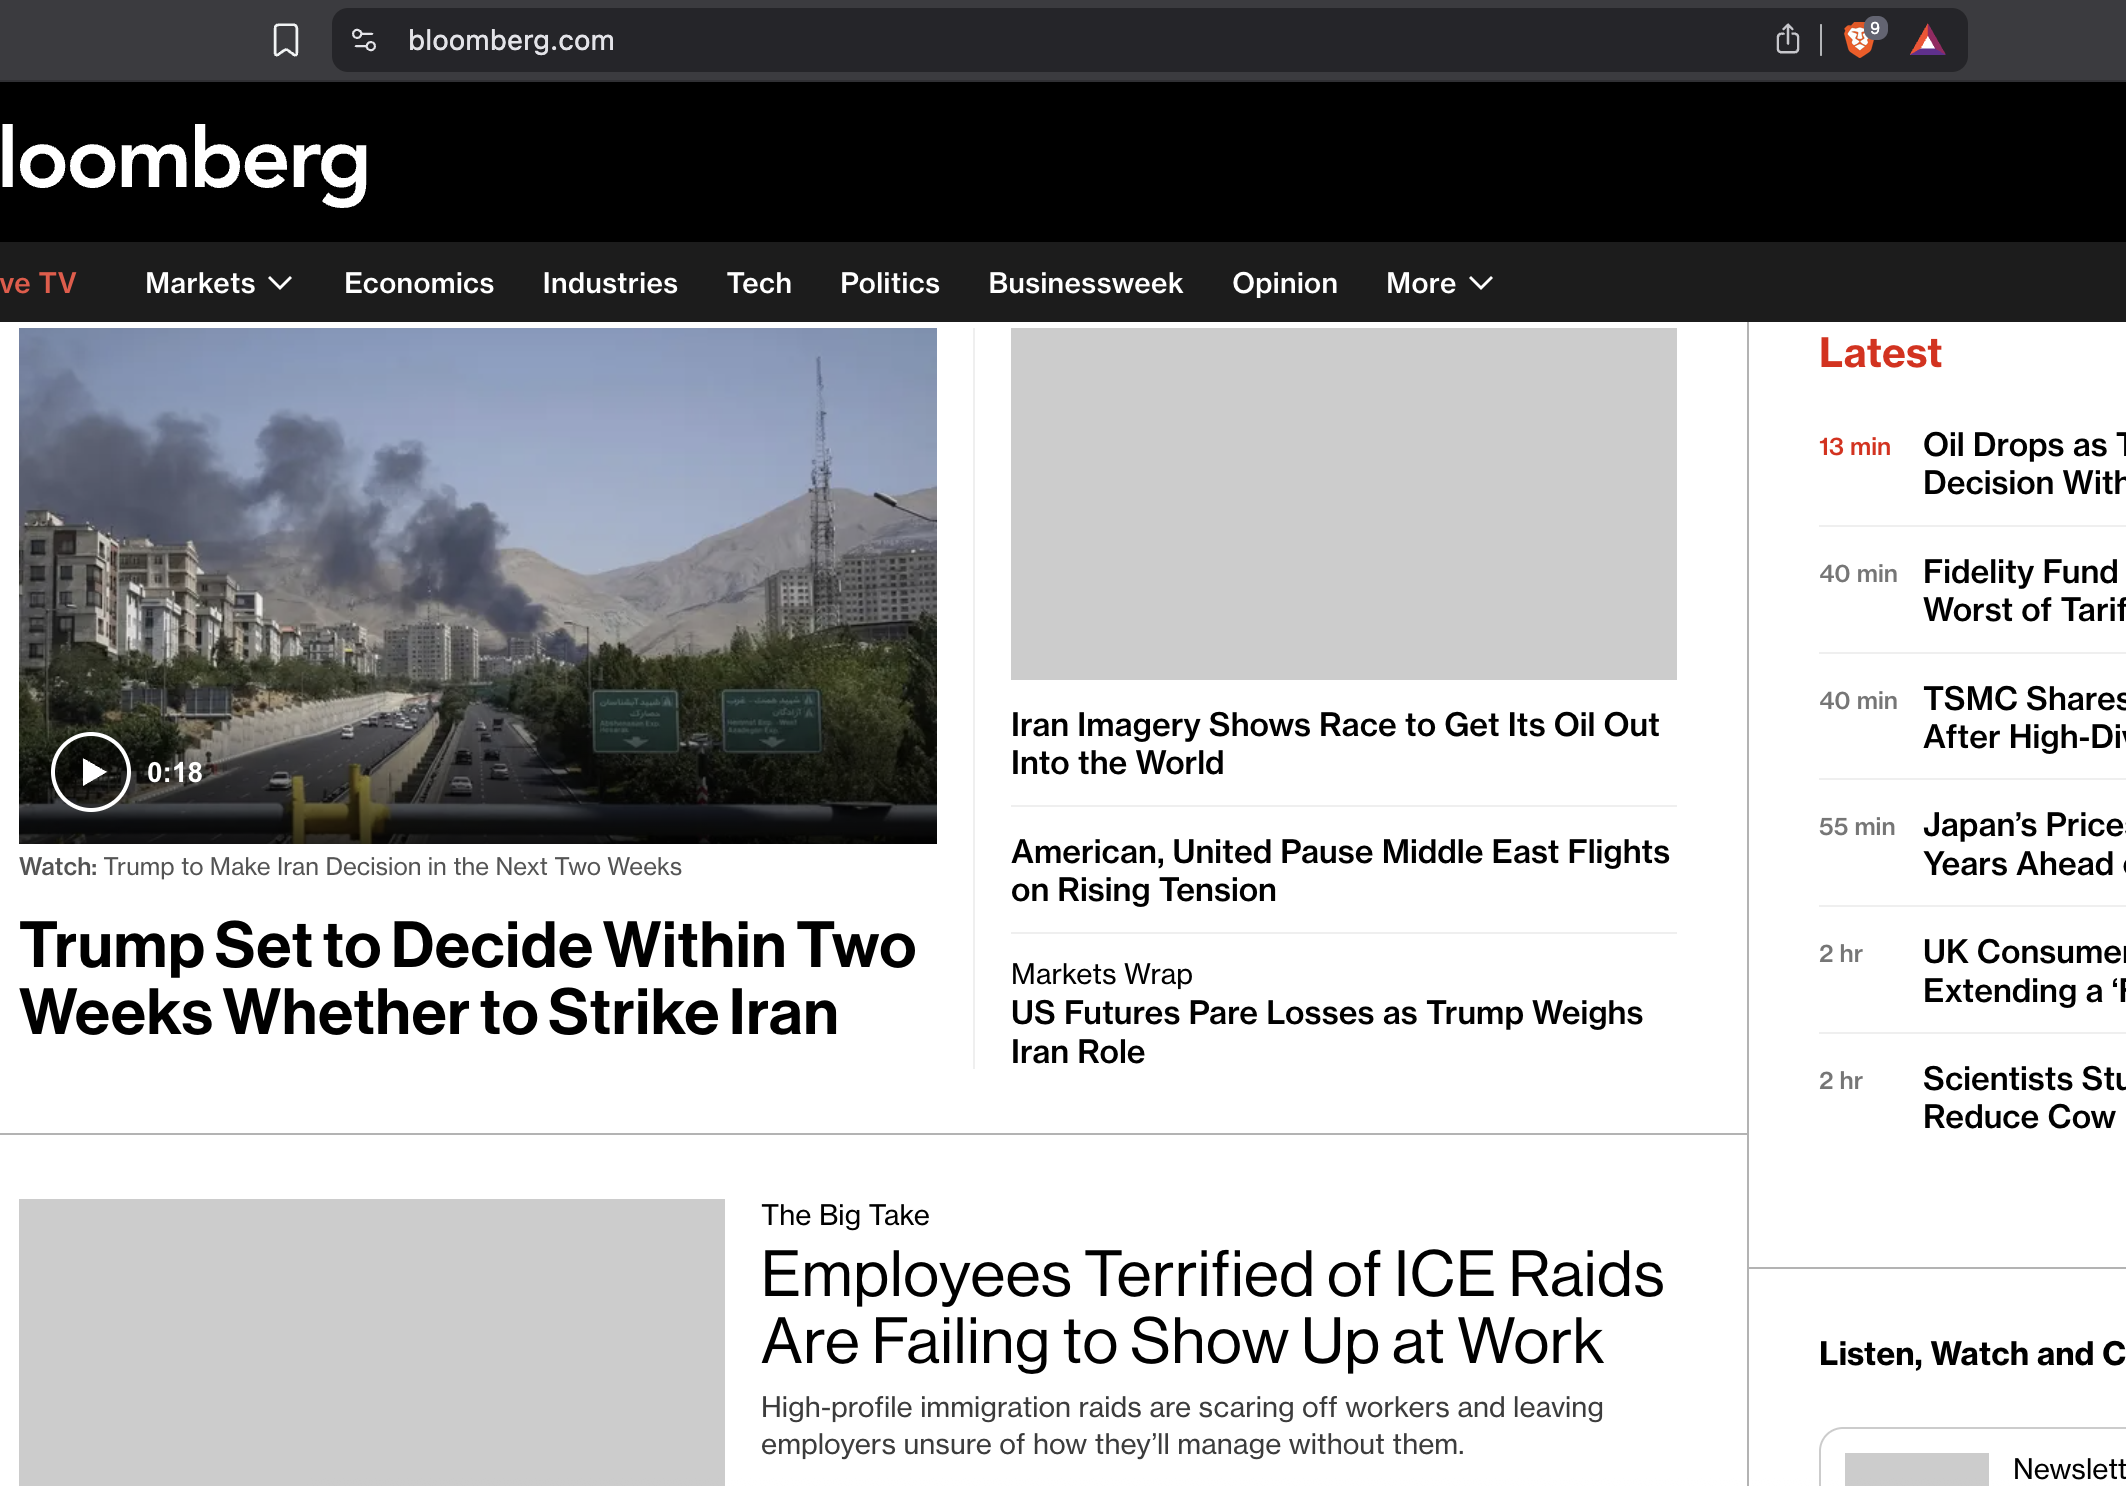 bloomberg.com
9
loomberg
ve TV Markets Economics Industries Tech Politics Businessweek Opinion More
0:18
Watch: Trump to Make Iran Decision in the Next Two Weeks
Trump Set to Decide Within Two
Weeks Whether to Strike Iran
Iran Imagery Shows Race to Get Its Oil Out
Into the World
American, United Pause Middle East Flights
on Rising Tension
Markets Wrap
US Futures Pare Losses as Trump Weighs
Iran Role
Latest
13 min Oil Drops as T
Decision With
40 min Fidelity Fund
Worst of Tarif
40 min TSMC Shares
After High-Div
55 min Japan’s Price
Years Ahead
2 hr UK Consumer
Extending a ‘F
2 hr Scientists Stu
Reduce Cow
The Big Take
Employees Terrified of ICE Raids
Are Failing to Show Up at Work
High-profile immigration raids are scaring off workers and leaving
employers unsure of how they’ll manage without them.
Listen, Watch and C
Newslett